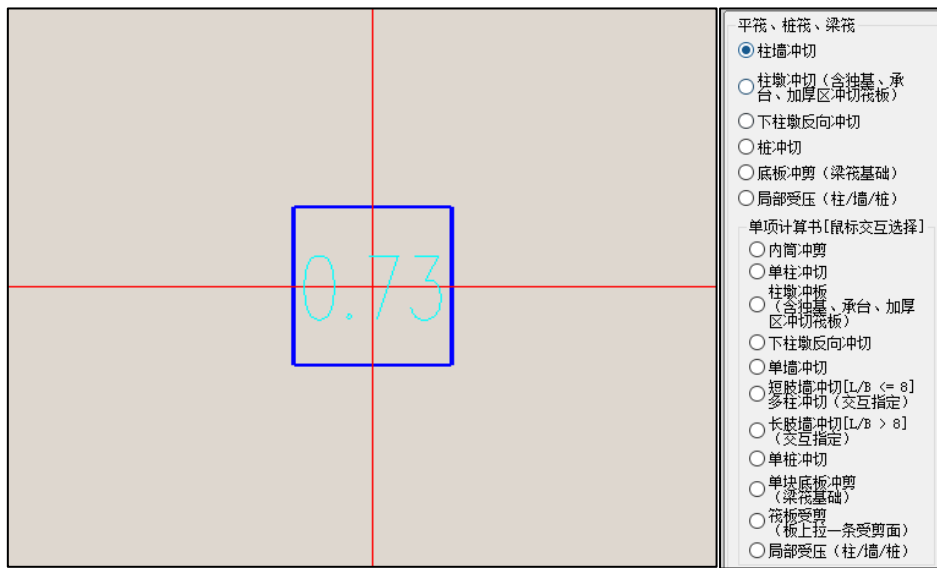 0.73
平筏、桩筏、梁筏
柱墙冲切
柱墩冲切(含独基、承
台、加厚区冲切筏板)
下柱墩反向冲切
桩冲切
底板冲剪(梁筏基础)
局部受压(柱/墙/桩)
单项计算书[鼠标交互选择]
内筒冲剪
单柱冲切
柱墩冲板
(含独基、承台、加厚
区冲切筏板)
下柱墩反向冲切
单墙冲切
短肢墙冲切[L/B <= 8]
多柱冲切(交互指定)
长肢墙冲切[L/B > 8]
(交互指定)
单桩冲切
单块底板冲剪
(梁筏基础)
筏板受剪
(板上拉一条受剪面)
局部受压(柱/墙/桩)